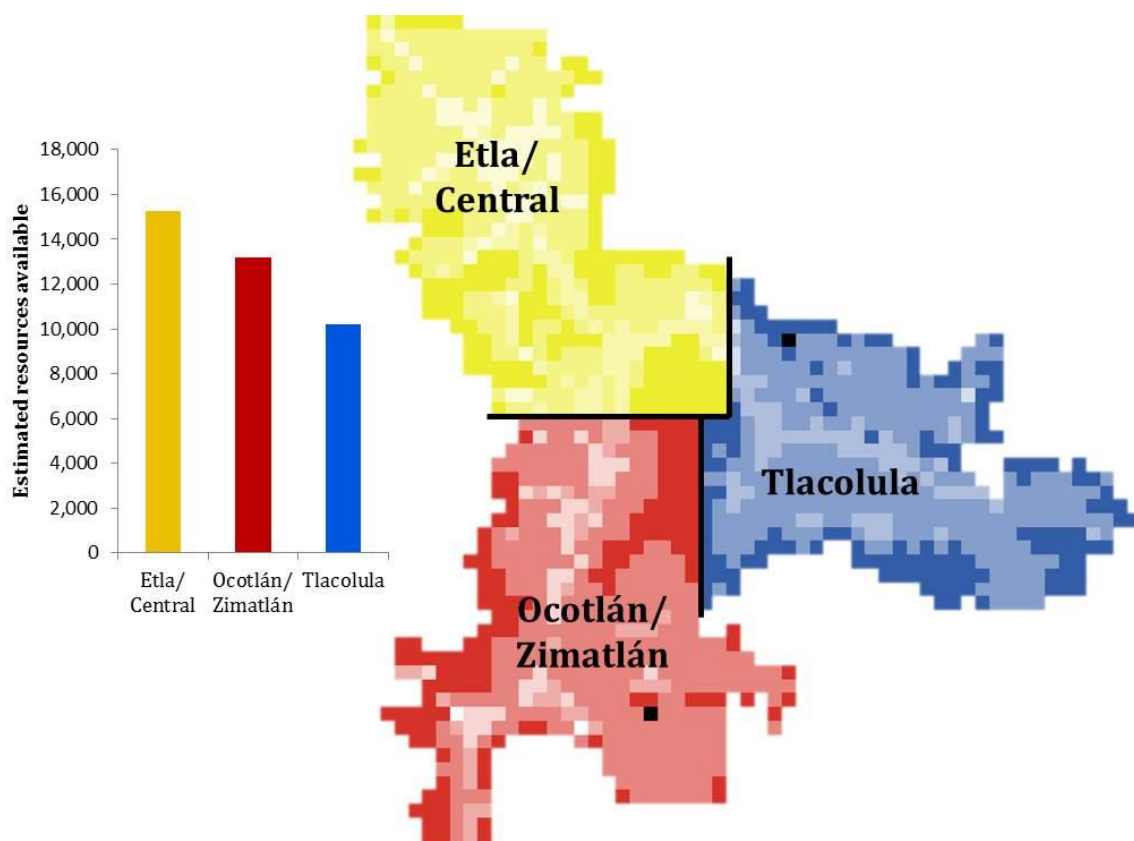 Etla/
Central
Tlacolula
Ocotlán/
Zimatlán
Estimated resources available
18,000
16,000
14,000
12,000
10,000
8,000
6,000
4,000
2,000
0
Etla/
Central
Ocotlán/
Zimatlán
Tlacolula